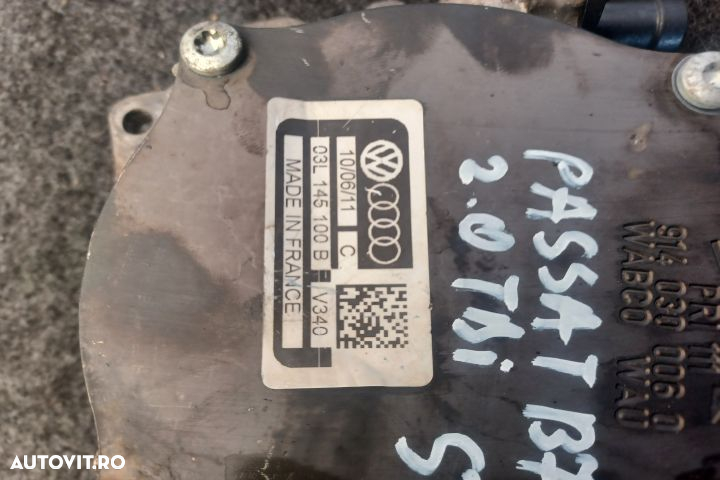 10/06/11 C
03L 145 100 B V340
MADE IN FRANCE
PASSAT B7
2.0 TDi
S
914 030 006 0
WABCO WAU
AUTOVIT.RO